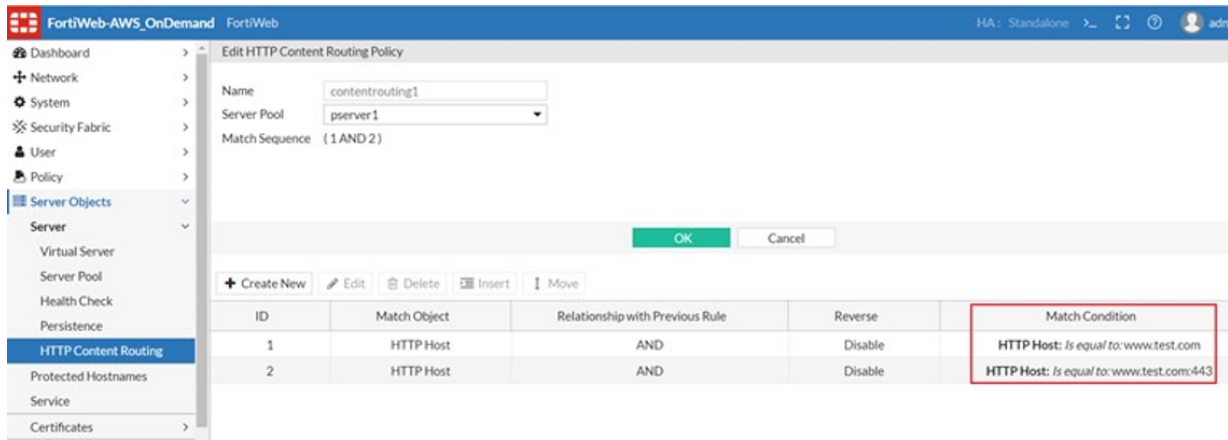 FortiWeb-AWS_OnDemand FortiWeb HA: Standalone >_ adn
Dashboard
Network
System
Security Fabric
User
Policy
Server Objects
Server
Virtual Server
Server Pool
Health Check
Persistence
HTTP Content Routing
Protected Hostnames
Service
Certificates
Edit HTTP Content Routing Policy
Name contentrouting1
Server Pool pserver1
Match Sequence ( 1 AND 2 )
OK Cancel
+ Create New Edit Delete Insert Move
ID Match Object Relationship with Previous Rule Reverse Match Condition
1 HTTP Host AND Disable HTTP Host: Is equal to: www.test.com
2 HTTP Host AND Disable HTTP Host: Is equal to: www.test.com:443